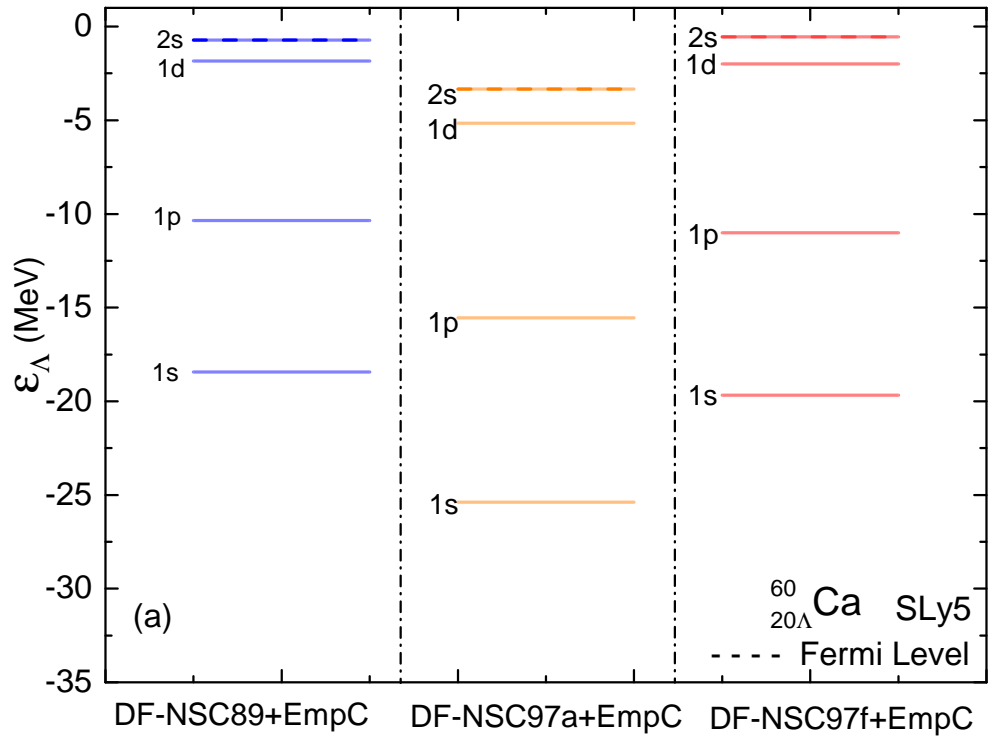 0
-5
-10
-15
-20
-25
-30
-35
εΛ (MeV)
2s
1d
1p
1s
2s
1d
1p
1s
2s
1d
1p
1s
(a)
60
20Λ Ca SLy5
---- Fermi Level
DF-NSC89+EmpC DF-NSC97a+EmpC DF-NSC97f+EmpC